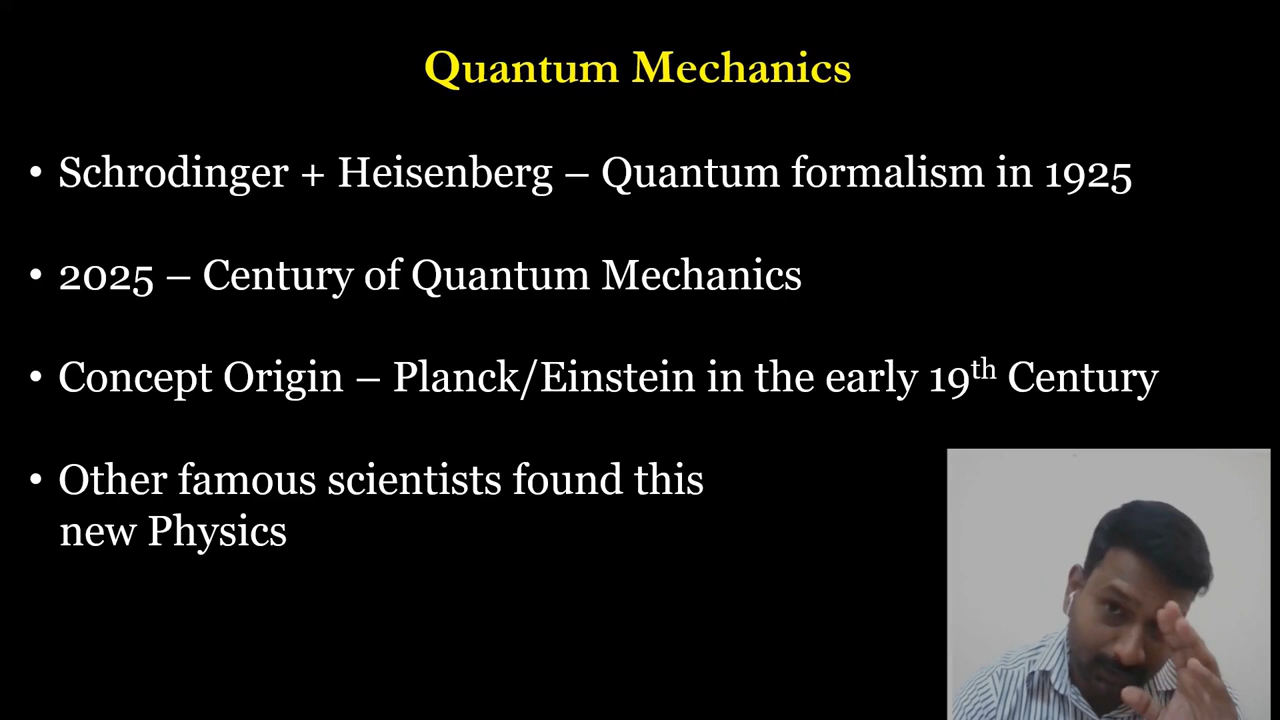 Quantum Mechanics
• Schrodinger + Heisenberg – Quantum formalism in 1925
• 2025 – Century of Quantum Mechanics
• Concept Origin – Planck/Einstein in the early 19th Century
• Other famous scientists found this
new Physics